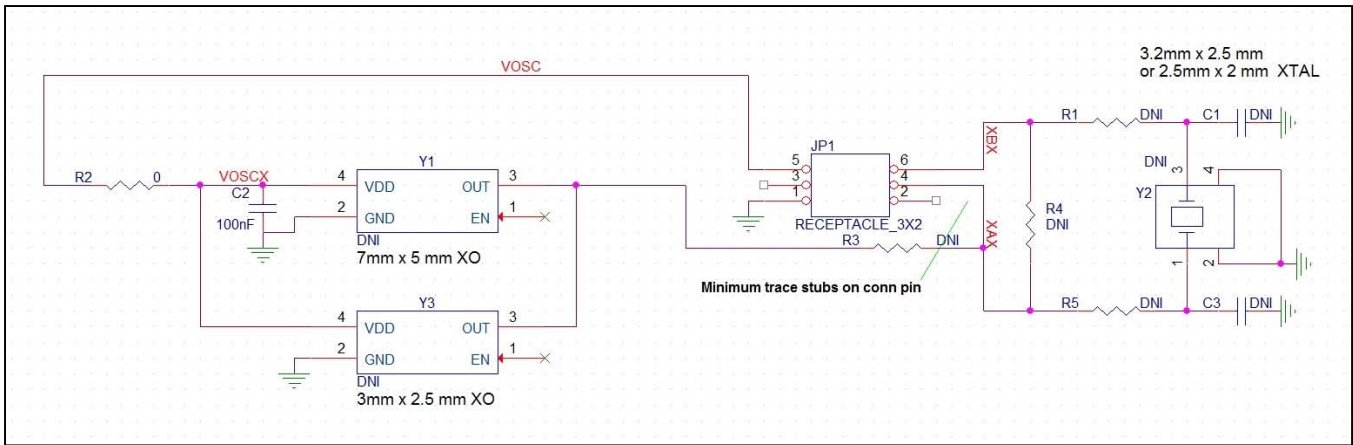 3.2mm x 2.5 mm
or 2.5mm x 2 mm XTAL
VOSC
R1 DNI C1 DNI
XBX
JP1
5 6
3 4
1 2
RECEPTACLE_3X2
R2 0 VOSCX
C2
100nF
Y1
4 VDD OUT 3
2 GND EN 1
DNI
7mm x 5 mm XO
DNI
3 4
Y2
1 2
R4
DNI
XAX
R3 DNI
Minimum trace stubs on conn pin
R5 DNI C3 DNI
Y3
4 VDD OUT 3
2 GND EN 1
DNI
3mm x 2.5 mm XO